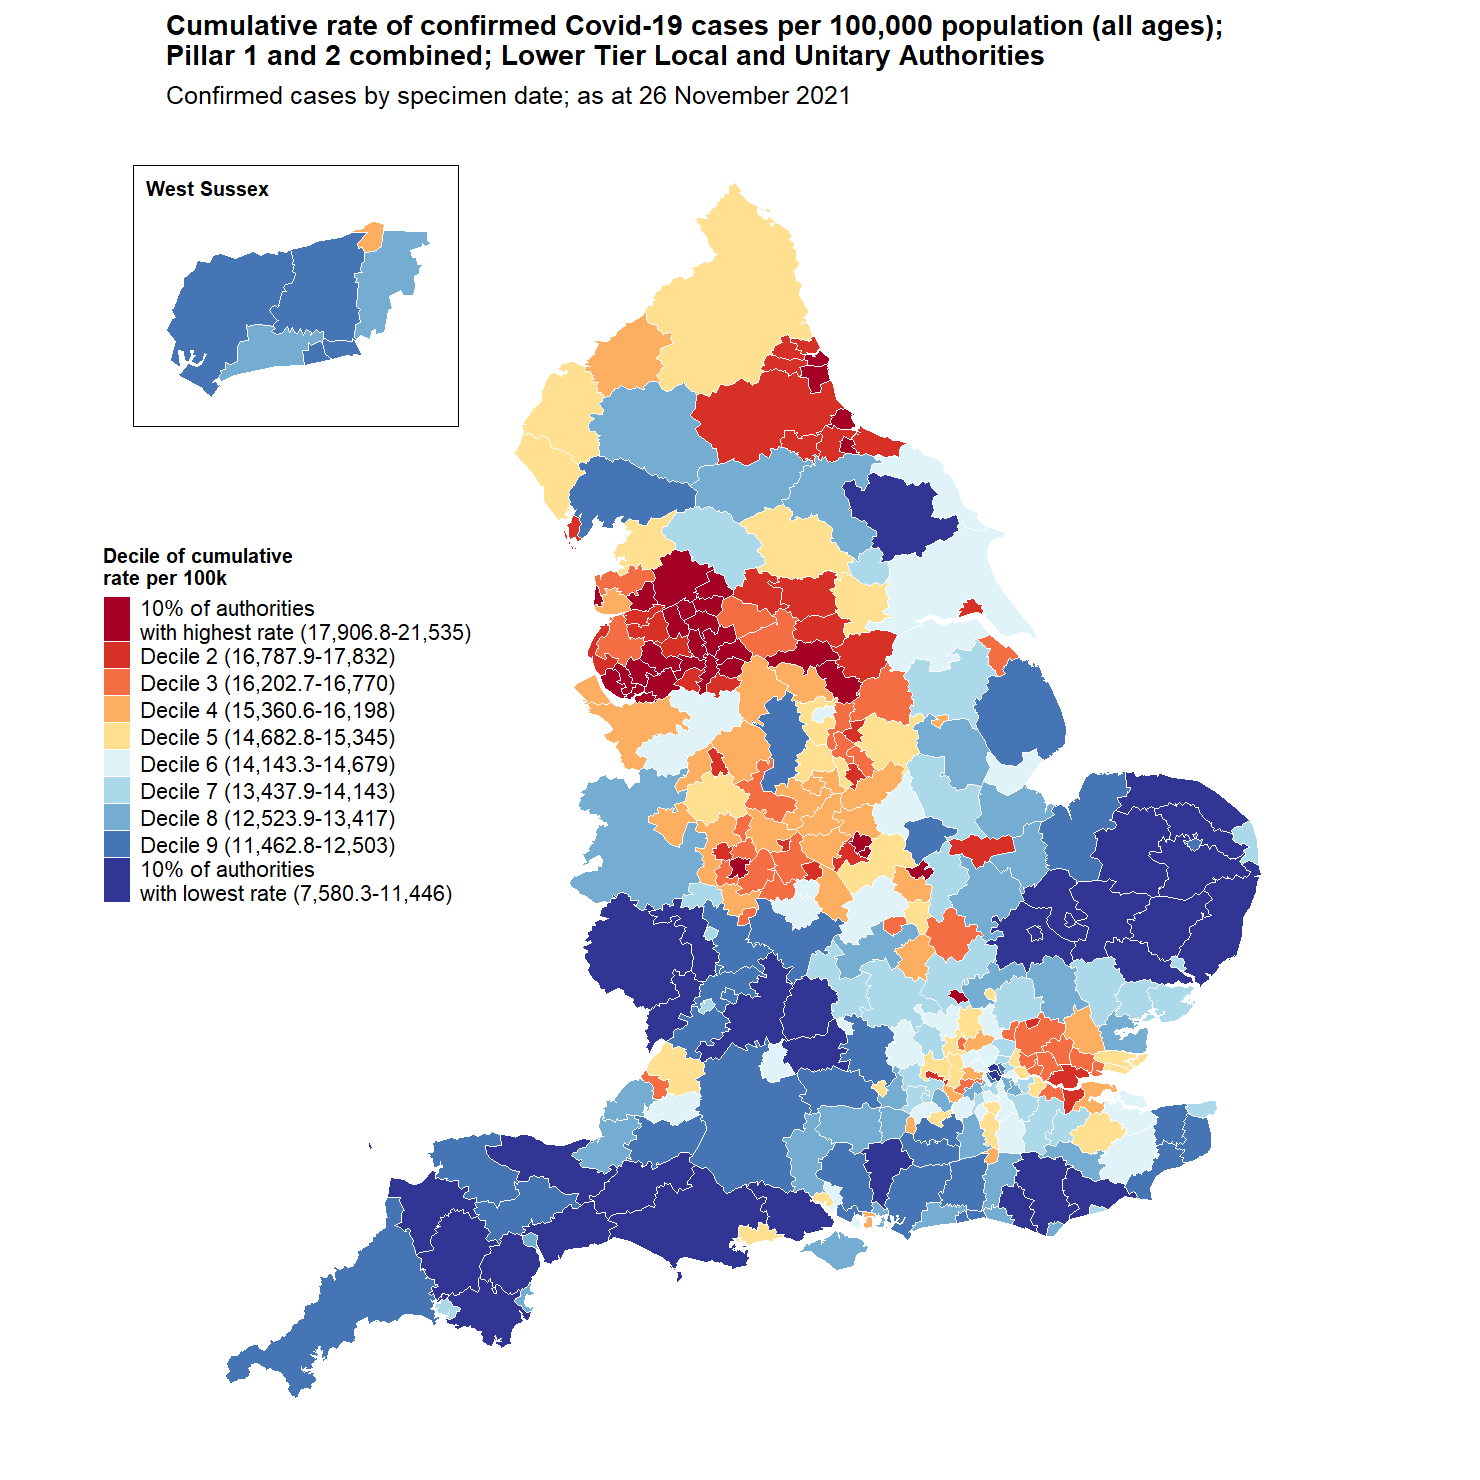 Cumulative rate of confirmed Covid-19 cases per 100,000 population (all ages);
Pillar 1 and 2 combined; Lower Tier Local and Unitary Authorities
Confirmed cases by specimen date; as at 26 November 2021
West Sussex
Decile of cumulative
rate per 100k
10% of authorities
with highest rate (17,906.8-21,535)
Decile 2 (16,787.9-17,832)
Decile 3 (16,202.7-16,770)
Decile 4 (15,360.6-16,198)
Decile 5 (14,682.8-15,345)
Decile 6 (14,143.3-14,679)
Decile 7 (13,437.9-14,143)
Decile 8 (12,523.9-13,417)
Decile 9 (11,462.8-12,503)
10% of authorities
with lowest rate (7,580.3-11,446)